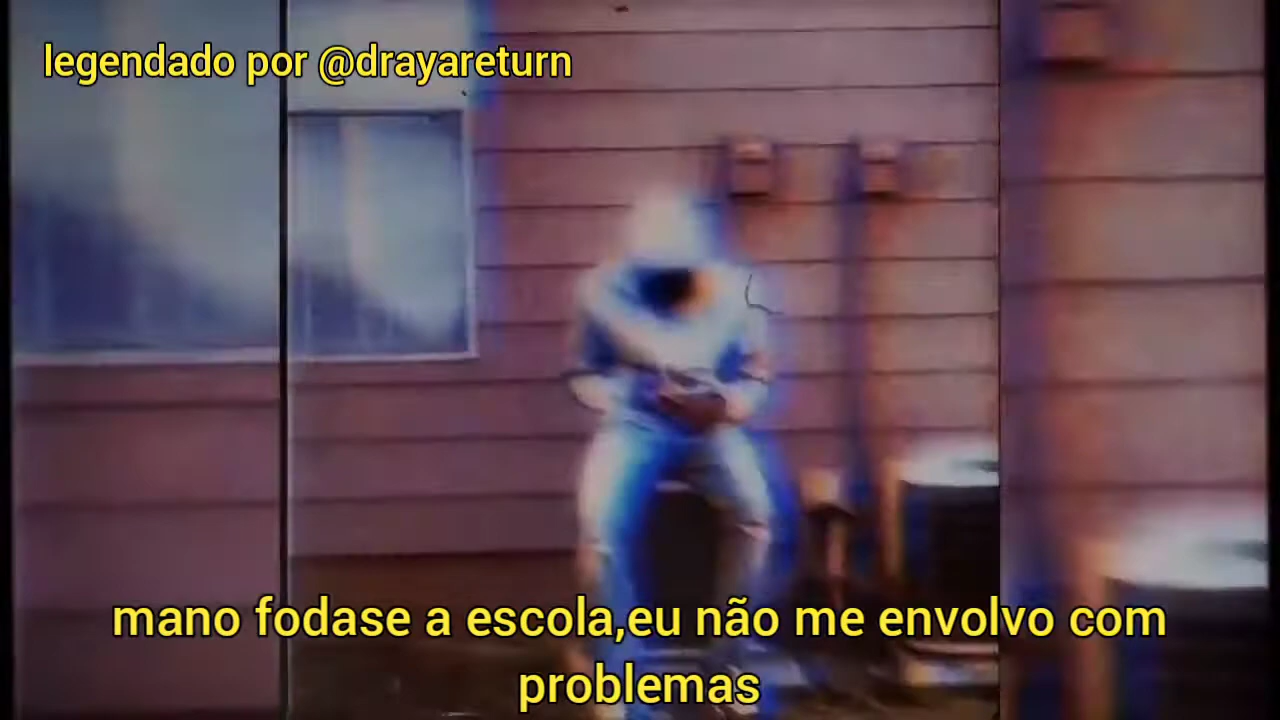 legendado por @drayareturn
mano fodase a escola,eu não me envolvo com
problemas